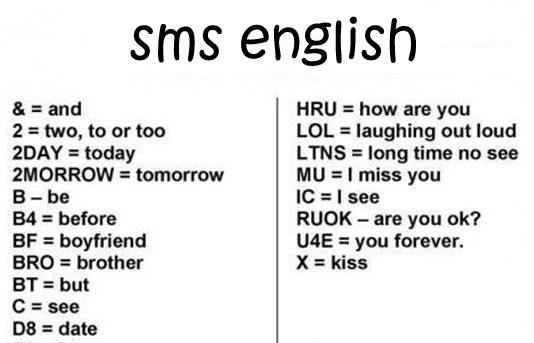 sms english
& = and
2 = two, to or too
2DAY = today
2MORROW = tomorrow
B – be
B4 = before
BF = boyfriend
BRO = brother
BT = but
C = see
D8 = date
HRU = how are you
LOL = laughing out loud
LTNS = long time no see
MU = I miss you
IC = I see
RUOK – are you ok?
U4E = you forever.
X = kiss